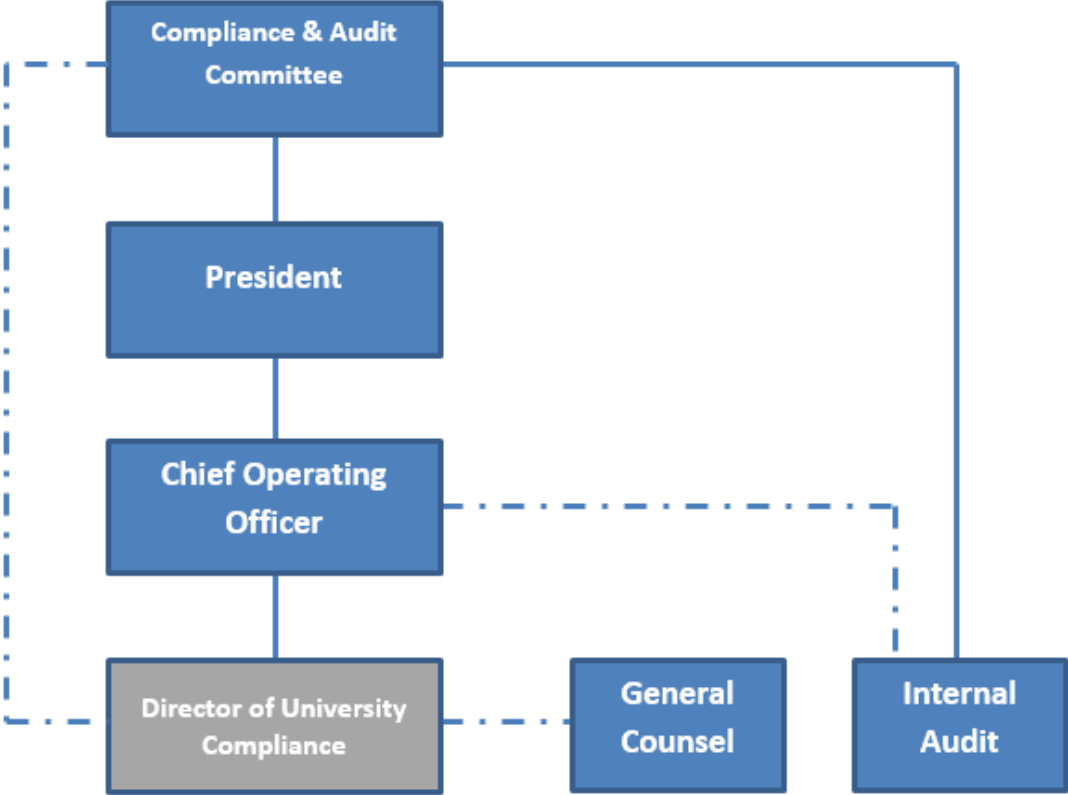 Compliance & Audit
Committee
President
Chief Operating
Officer
Director of University
Compliance
General
Counsel
Internal
Audit